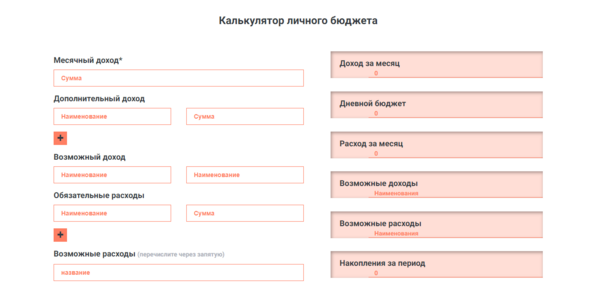 Калькулятор личного бюджета
Месячный доход*
Сумма
Дополнительный доход
Наименование Сумма
+
Возможный доход
Наименование Наименование
Обязательные расходы
Наименование Сумма
+
Возможные расходы (перечислите через запятую)
название
Доход за месяц
0
Дневной бюджет
0
Расход за месяц
0
Возможные доходы
Наименования
Возможные расходы
Наименования
Накопления за период
0